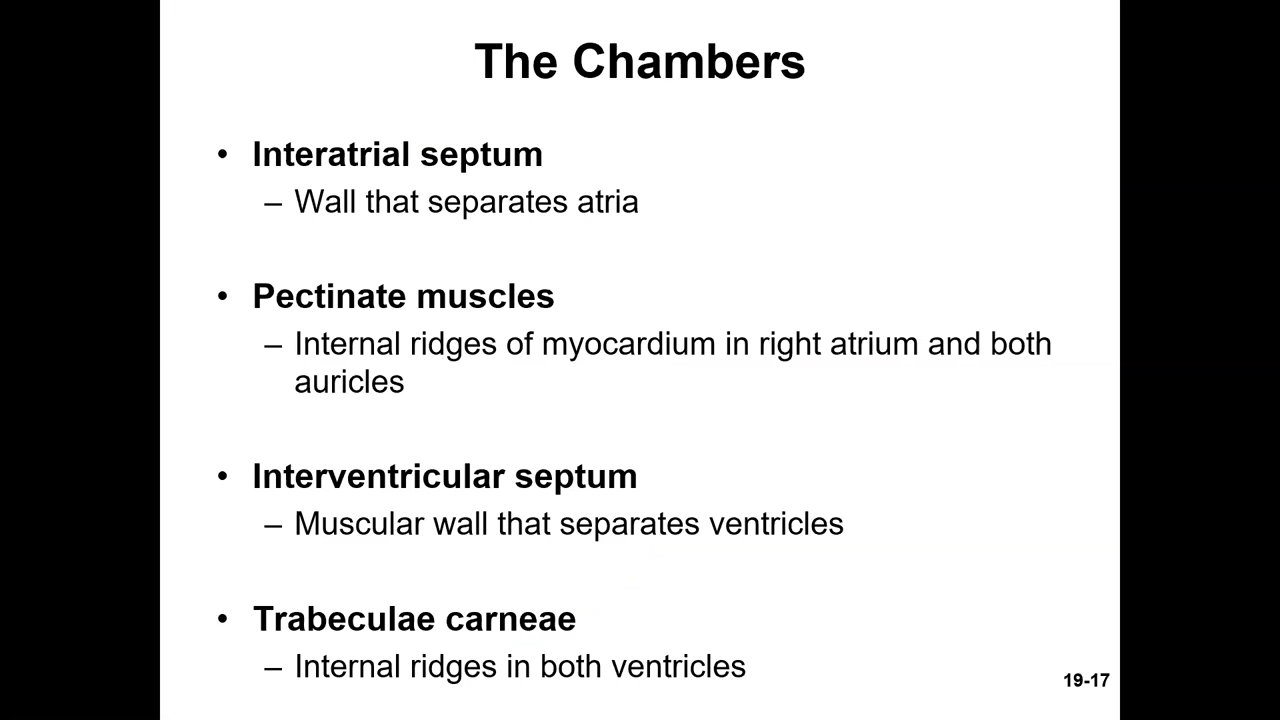 The Chambers
• Interatrial septum
– Wall that separates atria
• Pectinate muscles
– Internal ridges of myocardium in right atrium and both
auricles
• Interventricular septum
– Muscular wall that separates ventricles
• Trabeculae carneae
– Internal ridges in both ventricles
19-17